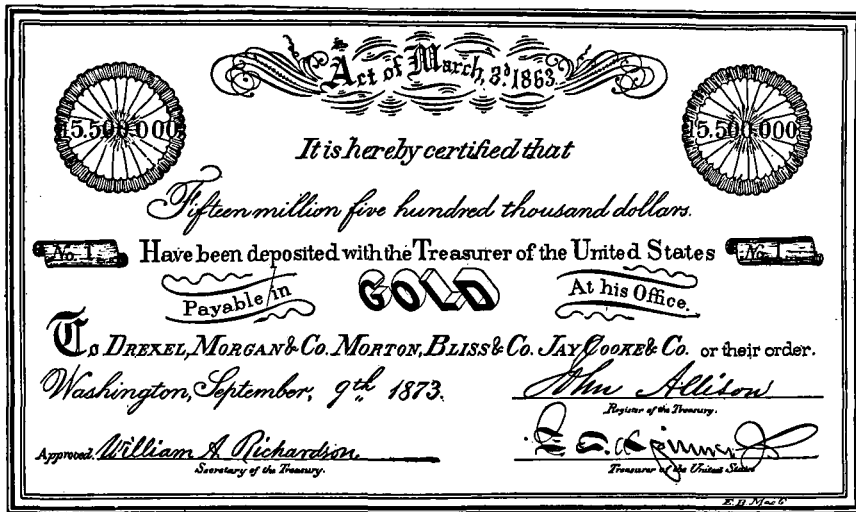 Act of March, 3ᵈ 1863.
15.500.000 15.500.000
It is hereby certified that
Fifteen million five hundred thousand dollars.
No. 1 Have been deposited with the Treasurer of the United States No. 1
Payable in GOLD At his Office.
To DREXEL, MORGAN & Co. MORTON, BLISS & Co. JAY COOKE & Co. or their order.
Washington, September, 9th 1873. John Allison
Register of the Treasury.
Approved. William A Richardson
Secretary of the Treasury. Treasurer of the United States